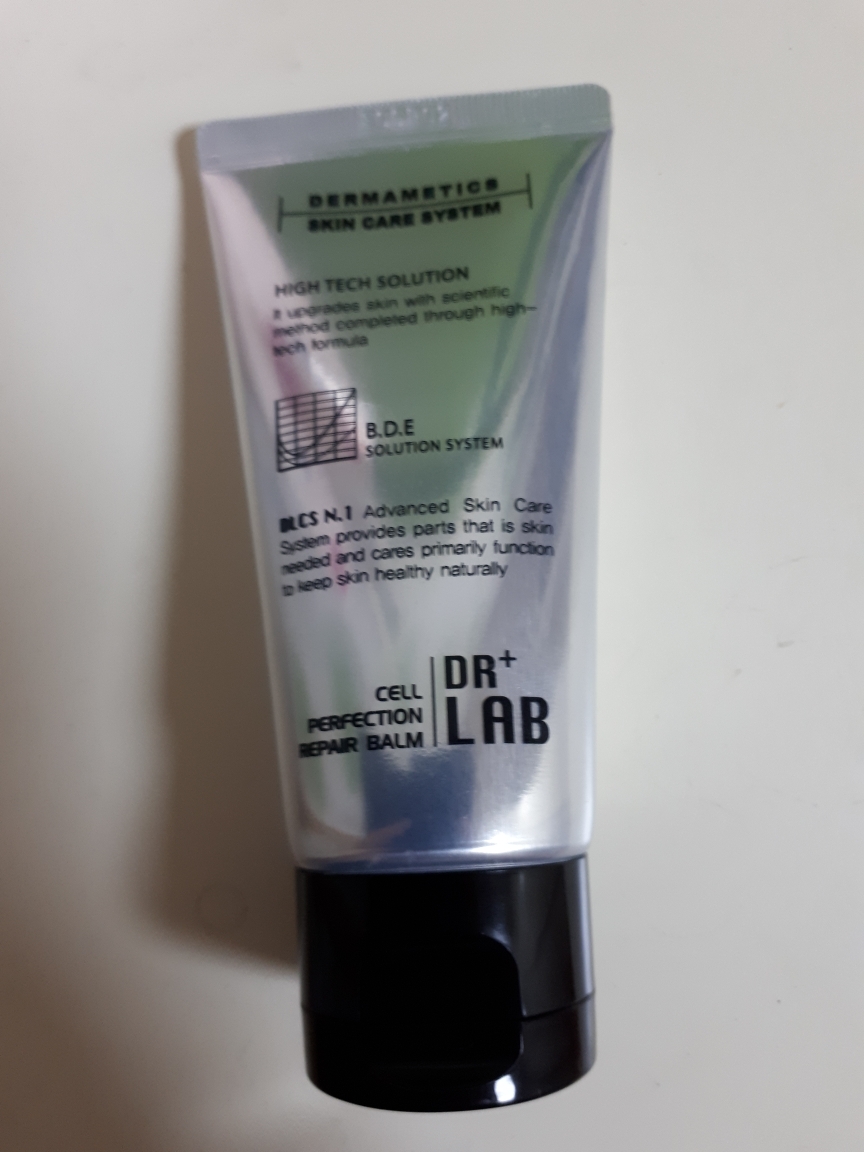 DERMAMETICS
SKIN CARE SYSTEM
HIGH TECH SOLUTION
It upgrades skin with scientific
method completed through high-
tech formula
B.D.E
SOLUTION SYSTEM
DLCS N.1 Advanced Skin Care
System provides parts that is skin
needed and cares primarily function
to keep skin healthy naturally
CELL
PERFECTION
REPAIR BALM
DR+
LAB